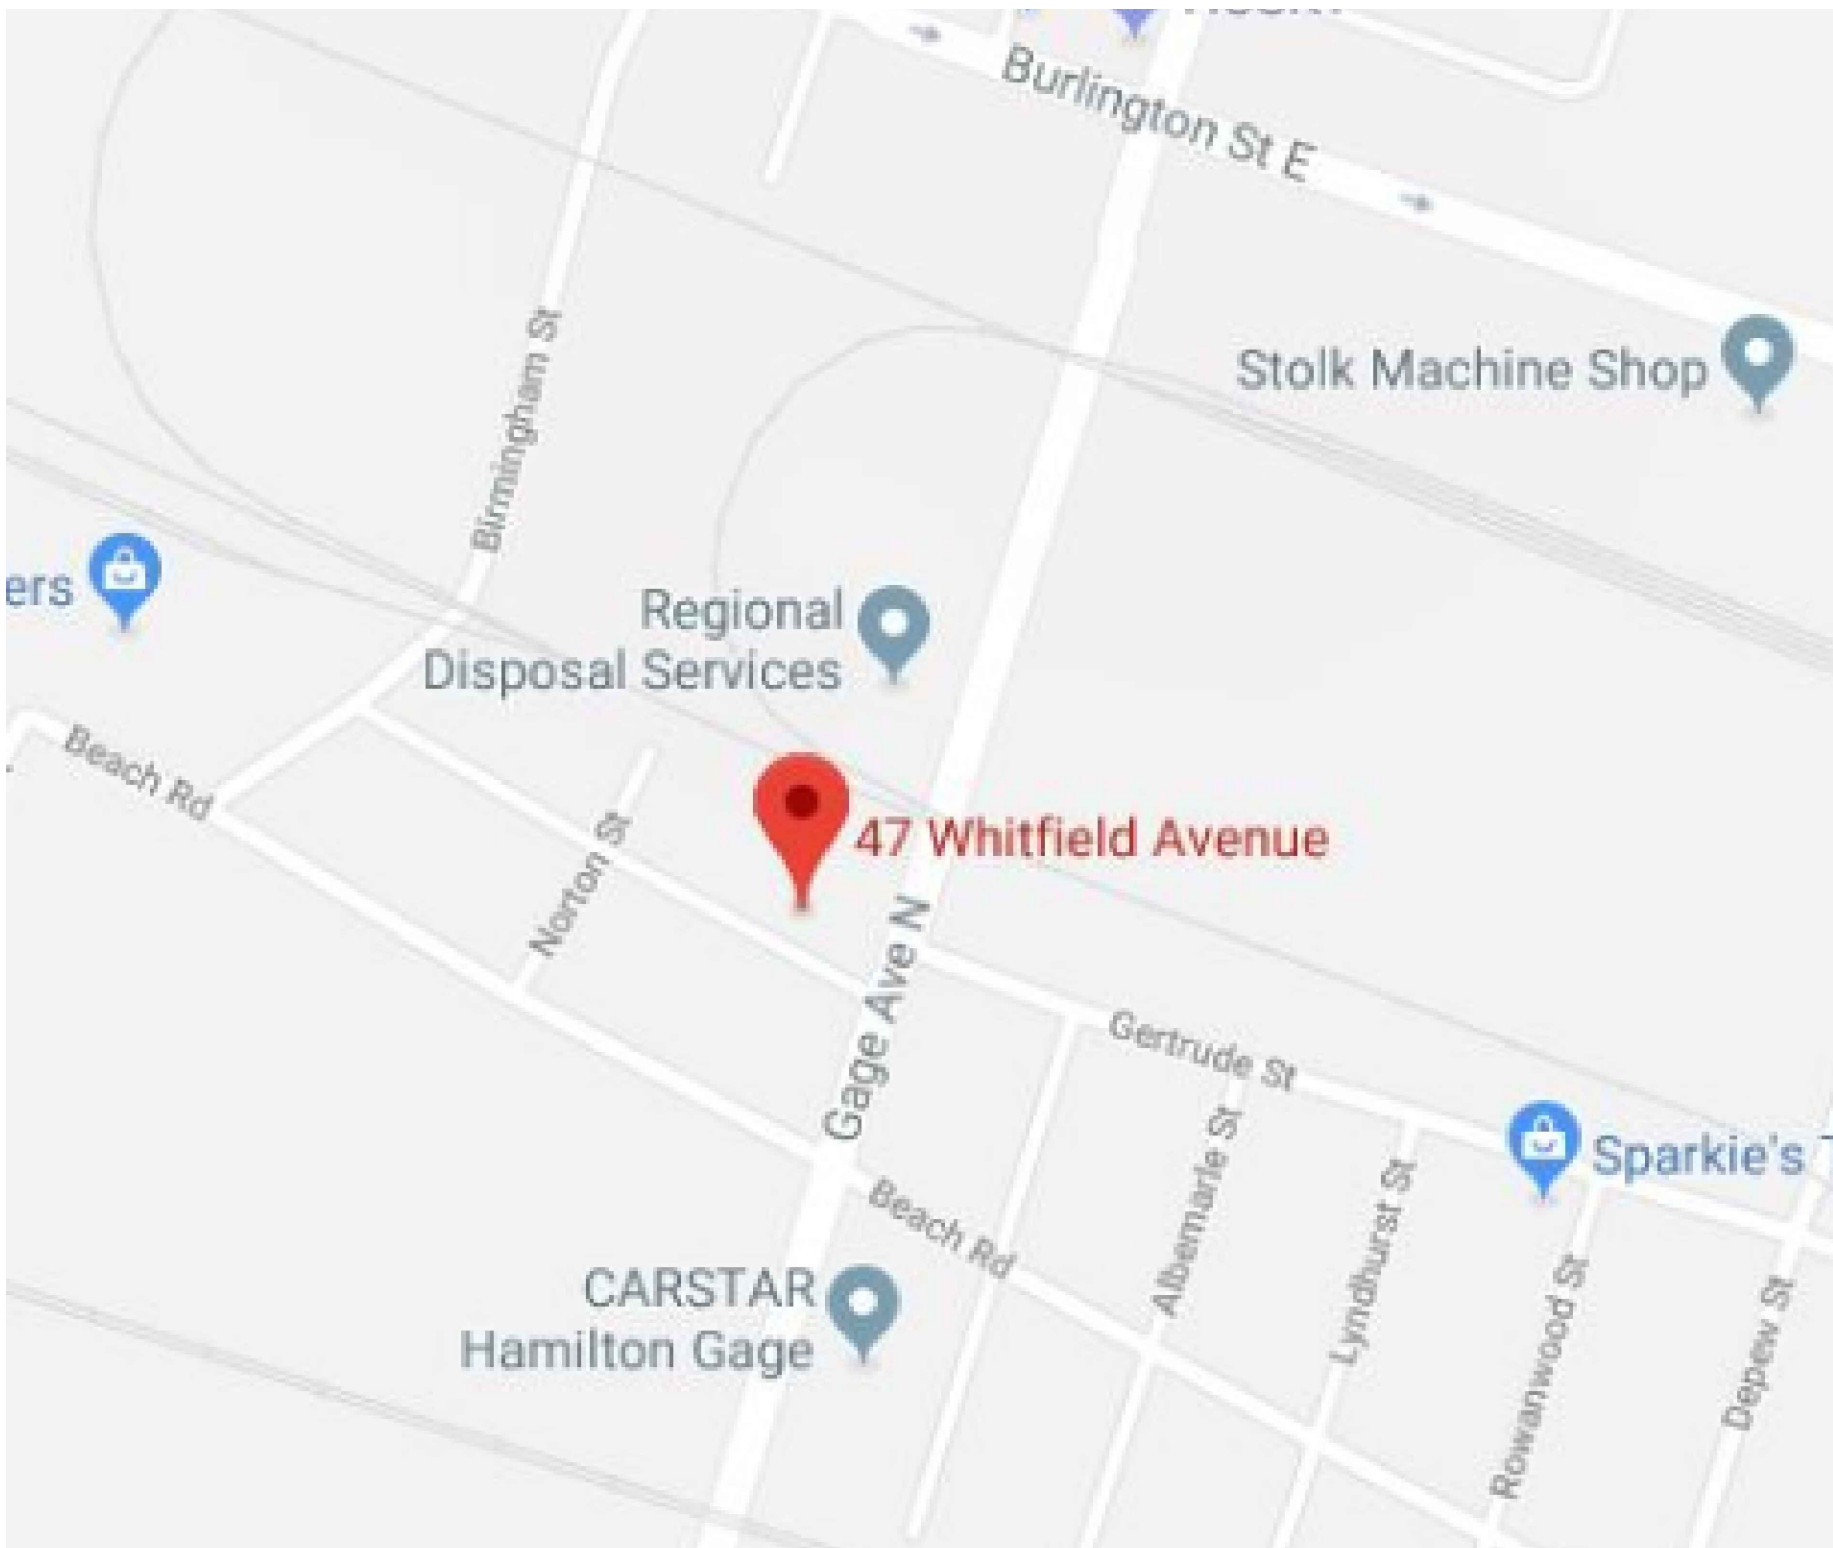 Burlington St E
Stolk Machine Shop
Birmingham St
ers
Regional
Disposal Services
Beach Rd
47 Whitfield Avenue
Norton St
Gage Ave N
Gertrude St
Albemarle St
Sparkie's T
Lyndhurst St
Beach Rd
CARSTAR
Hamilton Gage
Rowanwood St
Depew St